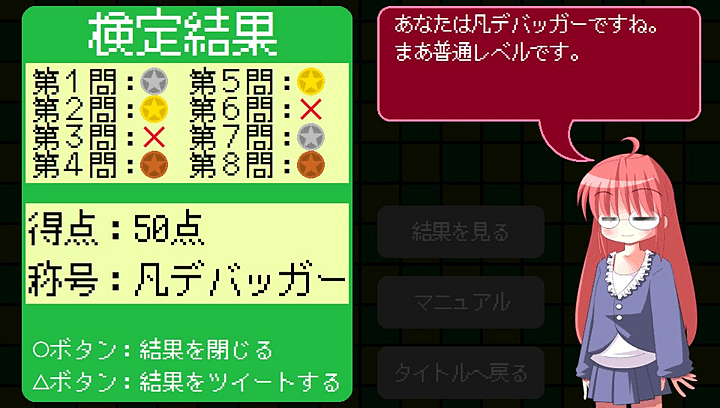 検定結果
第1問:
第2問:
第3問:×
第4問:
第5問:
第6問:×
第7問:
第8問:
得点:50点
称号:凡デバッガー
○ボタン:結果を閉じる
△ボタン:結果をツイートする
あなたは凡デバッガーですね。
まあ普通レベルです。
結果を見る
マニュアル
タイトルへ戻る